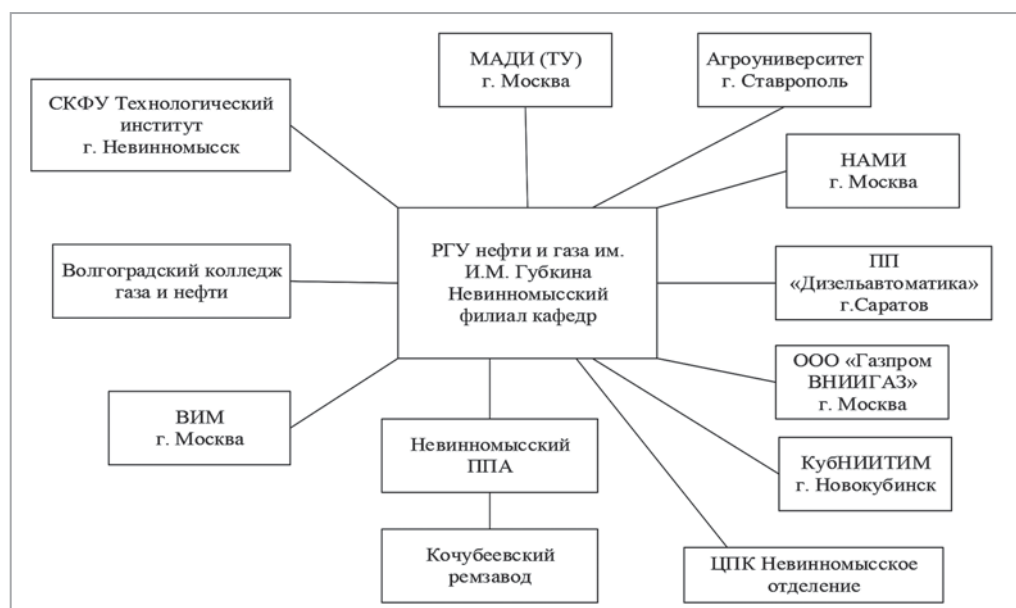 МАДИ (ТУ)
г. Москва
Агроуниверситет
г. Ставрополь
СКФУ Технологический
институт
г. Невинномысск
НАМИ
г. Москва
РГУ нефти и газа им.
И.М. Губкина
Невинномысский
филиал кафедр
Волгоградский колледж
газа и нефти
ПП
«Дизельавтоматика»
г.Саратов
ООО «Газпром
ВНИИГАЗ»
г. Москва
ВИМ
г. Москва
Невинномысский
ППА
КубНИИТИМ
г. Новокубинск
Кочубеевский
ремзавод
ЦПК Невинномысское
отделение